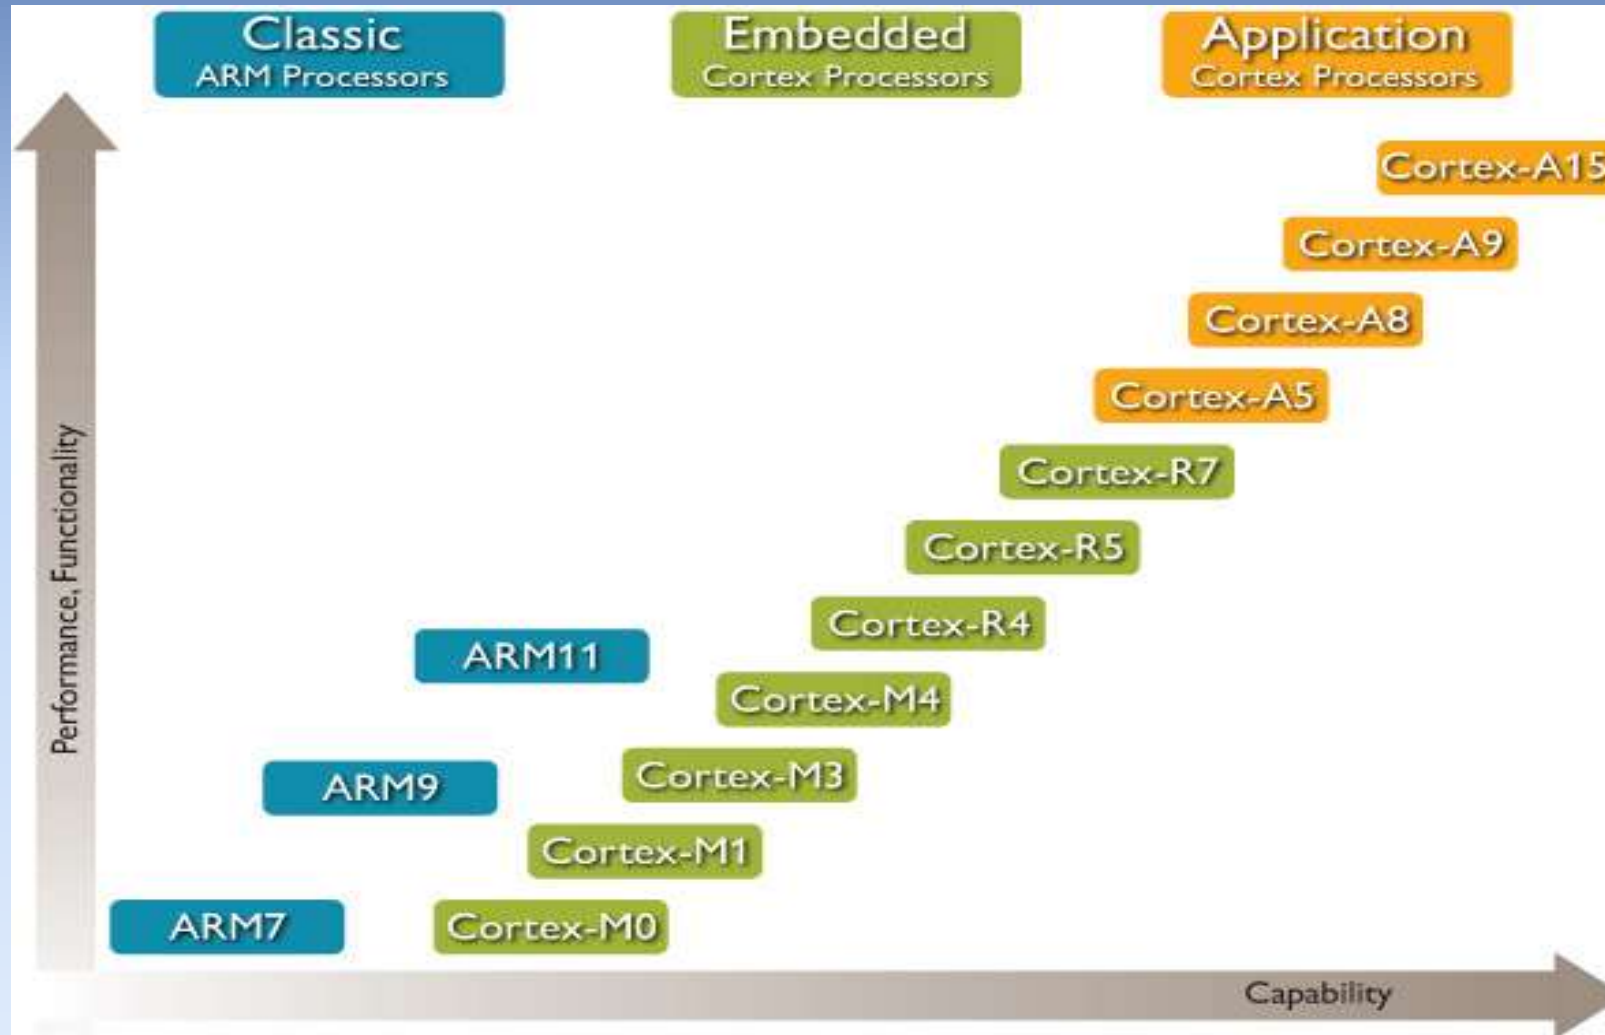 Classic
ARM Processors
Embedded
Cortex Processors
Application
Cortex Processors
Cortex-A15
Cortex-A9
Cortex-A8
Cortex-A5
Cortex-R7
Cortex-R5
Cortex-R4
ARM11
Cortex-M4
Cortex-M3
ARM9
Cortex-M1
ARM7
Cortex-M0
Performance, Functionality
Capability